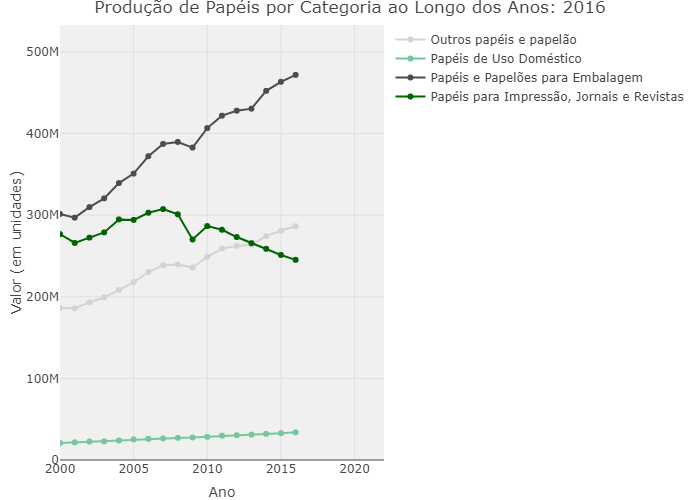 Produção de Papéis por Categoria ao Longo dos Anos: 2016
Outros papéis e papelão
Papéis de Uso Doméstico
Papéis e Papelões para Embalagem
Papéis para Impressão, Jornais e Revistas
500M
400M
300M
200M
100M
0
Valor (em unidades)
2000 2005 2010 2015 2020
Ano